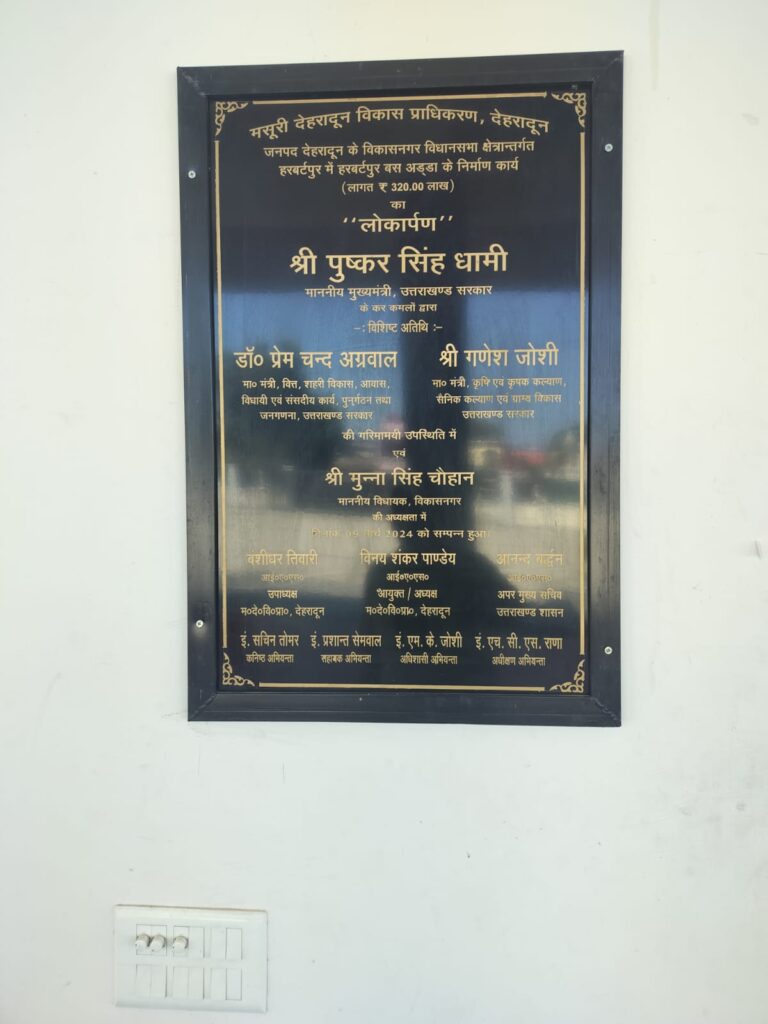 मसूरी देहरादून विकास प्राधिकरण, देहरादून
जनपद देहरादून के विकासनगर विधानसभा क्षेत्रान्तर्गत
हरबर्टपुर में हरबर्टपुर बस अड्डा के निर्माण कार्य
(लागत ₹ 320.00 लाख)
का
‘‘लोकार्पण’’
श्री पुष्कर सिंह धामी
माननीय मुख्यमंत्री, उत्तराखण्ड सरकार
के कर कमलों द्वारा
-: विशिष्ट अतिथि :-
डॉ० प्रेम चन्द अग्रवाल
मा० मंत्री, वित्त, शहरी विकास, आवास,
विधायी एवं संसदीय कार्य, पुनर्गठन तथा
जनगणना, उत्तराखण्ड सरकार
श्री गणेश जोशी
मा० मंत्री, कृषि एवं कृषक कल्याण,
सैनिक कल्याण एवं ग्राम्य विकास
उत्तराखण्ड सरकार
की गरिमामयी उपस्थिति में
एवं
श्री मुन्ना सिंह चौहान
माननीय विधायक, विकासनगर
की अध्यक्षता में
दिनांक 09 मार्च 2024 को सम्पन्न हुआ।
बंशीधर तिवारी
आई०ए०एस०
उपाध्यक्ष
म०दे०वि०प्रा०, देहरादून
विनय शंकर पाण्डेय
आई०ए०एस०
आयुक्त / अध्यक्ष
म०दे०वि०प्रा०, देहरादून
आनन्द बर्द्धन
आई०ए०एस०
अपर मुख्य सचिव
उत्तराखण्ड शासन
इं. सचिन तोमर
कनिष्ठ अभियन्ता
इं. प्रशान्त सेमवाल
सहायक अभियन्ता
इं. एम. के. जोशी
अधिशासी अभियन्ता
इं. एच. सी. एस. राणा
अधीक्षण अभियन्ता